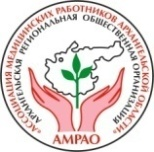 "АССОЦИАЦИЯ МЕДИЦИНСКИХ РАБОТНИКОВ АРХАНГЕЛЬСКОЙ ОБЛАСТИ"
АРХАНГЕЛЬСКАЯ РЕГИОНАЛЬНАЯ ОБЩЕСТВЕННАЯ ОРГАНИЗАЦИЯ
АМРАО